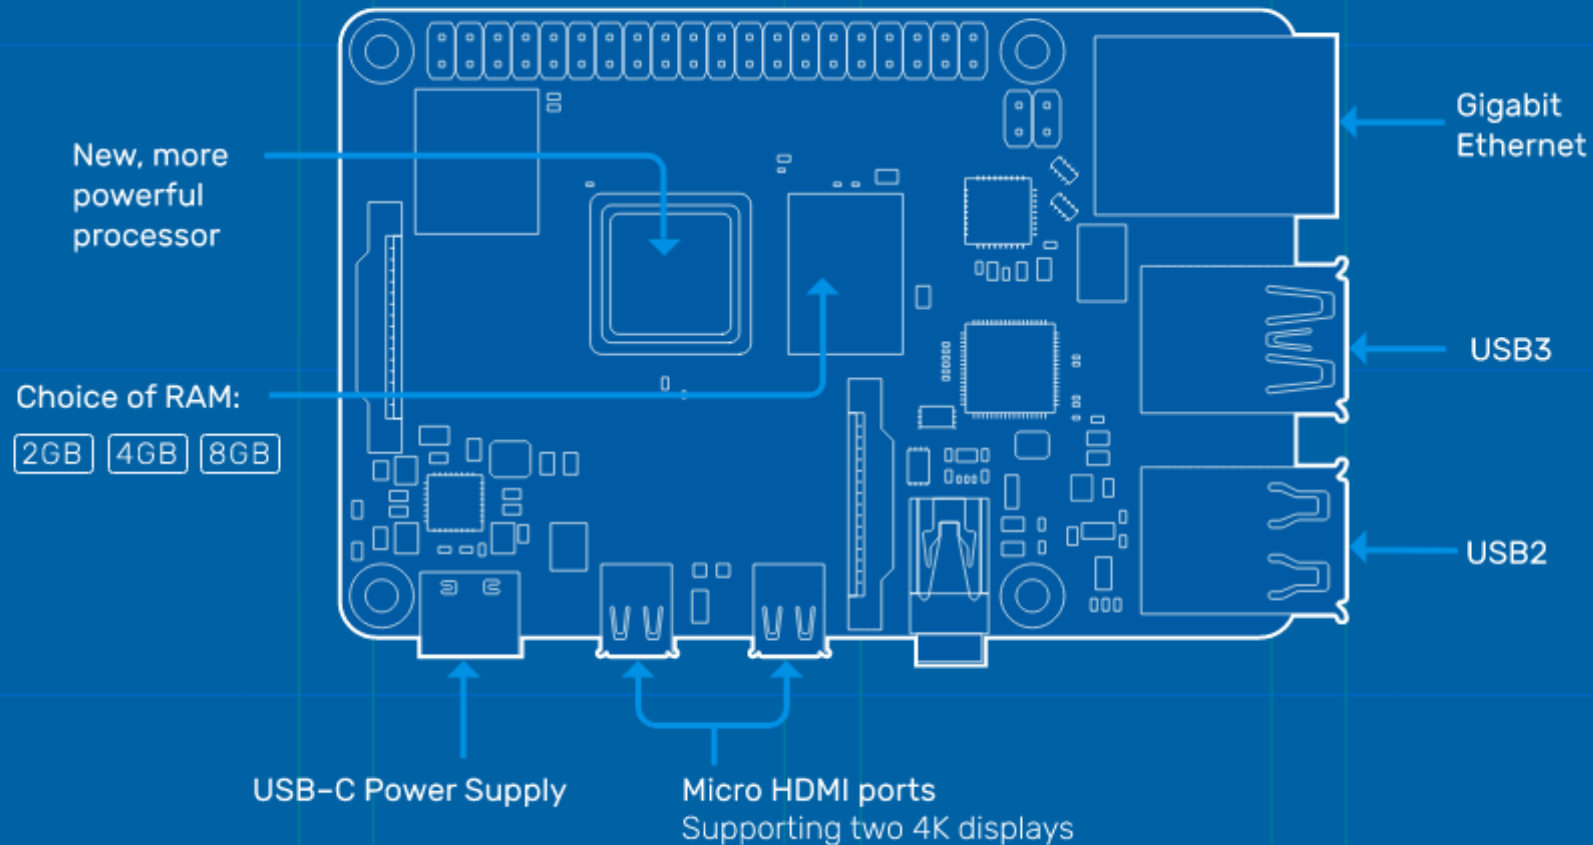 New, more
powerful
processor
Choice of RAM:
2GB 4GB 8GB
Gigabit
Ethernet
USB3
USB2
USB-C Power Supply
Micro HDMI ports
Supporting two 4K displays